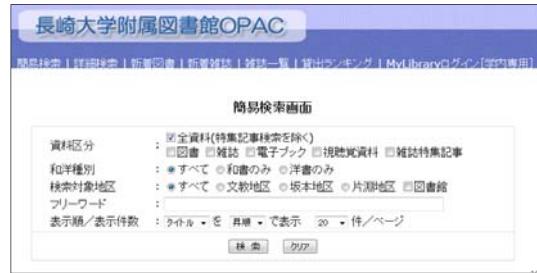 長崎大学附属図書館OPAC
簡易検索 | 詳細検索 | 新着図書 | 新着雑誌 | 雑誌一覧 | 貸出ランキング | MyLibraryログイン[学内専用]
簡易検索画面
資料区分 : ☑全資料(特集記事検索を除く)
□図書 □雑誌 □電子ブック □視聴覚資料 □雑誌特集記事
和洋種別 : ◉すべて ○和書のみ ○洋書のみ
検索対象地区 : ◉すべて ○文教地区 ○坂本地区 ○片淵地区 □図書館
フリーワード :
表示順/表示件数 : タイトル を 昇順 で表示 20 件/ページ
検 索 クリア